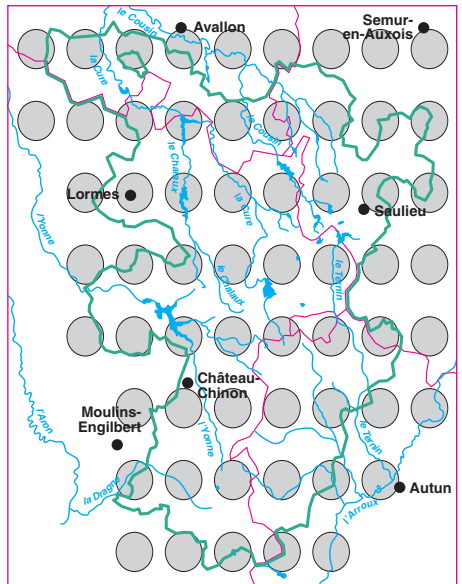 Avallon
Semur-
en-Auxois
le Cousin
la Cure
le Cousin
le Chalaux
Lormes
la Cure
Saulieu
l'Yonne
le Chalaux
le Ternin
Château-
Chinon
Moulins-
Engilbert
l'Aron
l'Yonne
le Ternin
la Dragne
Autun
l'Arroux